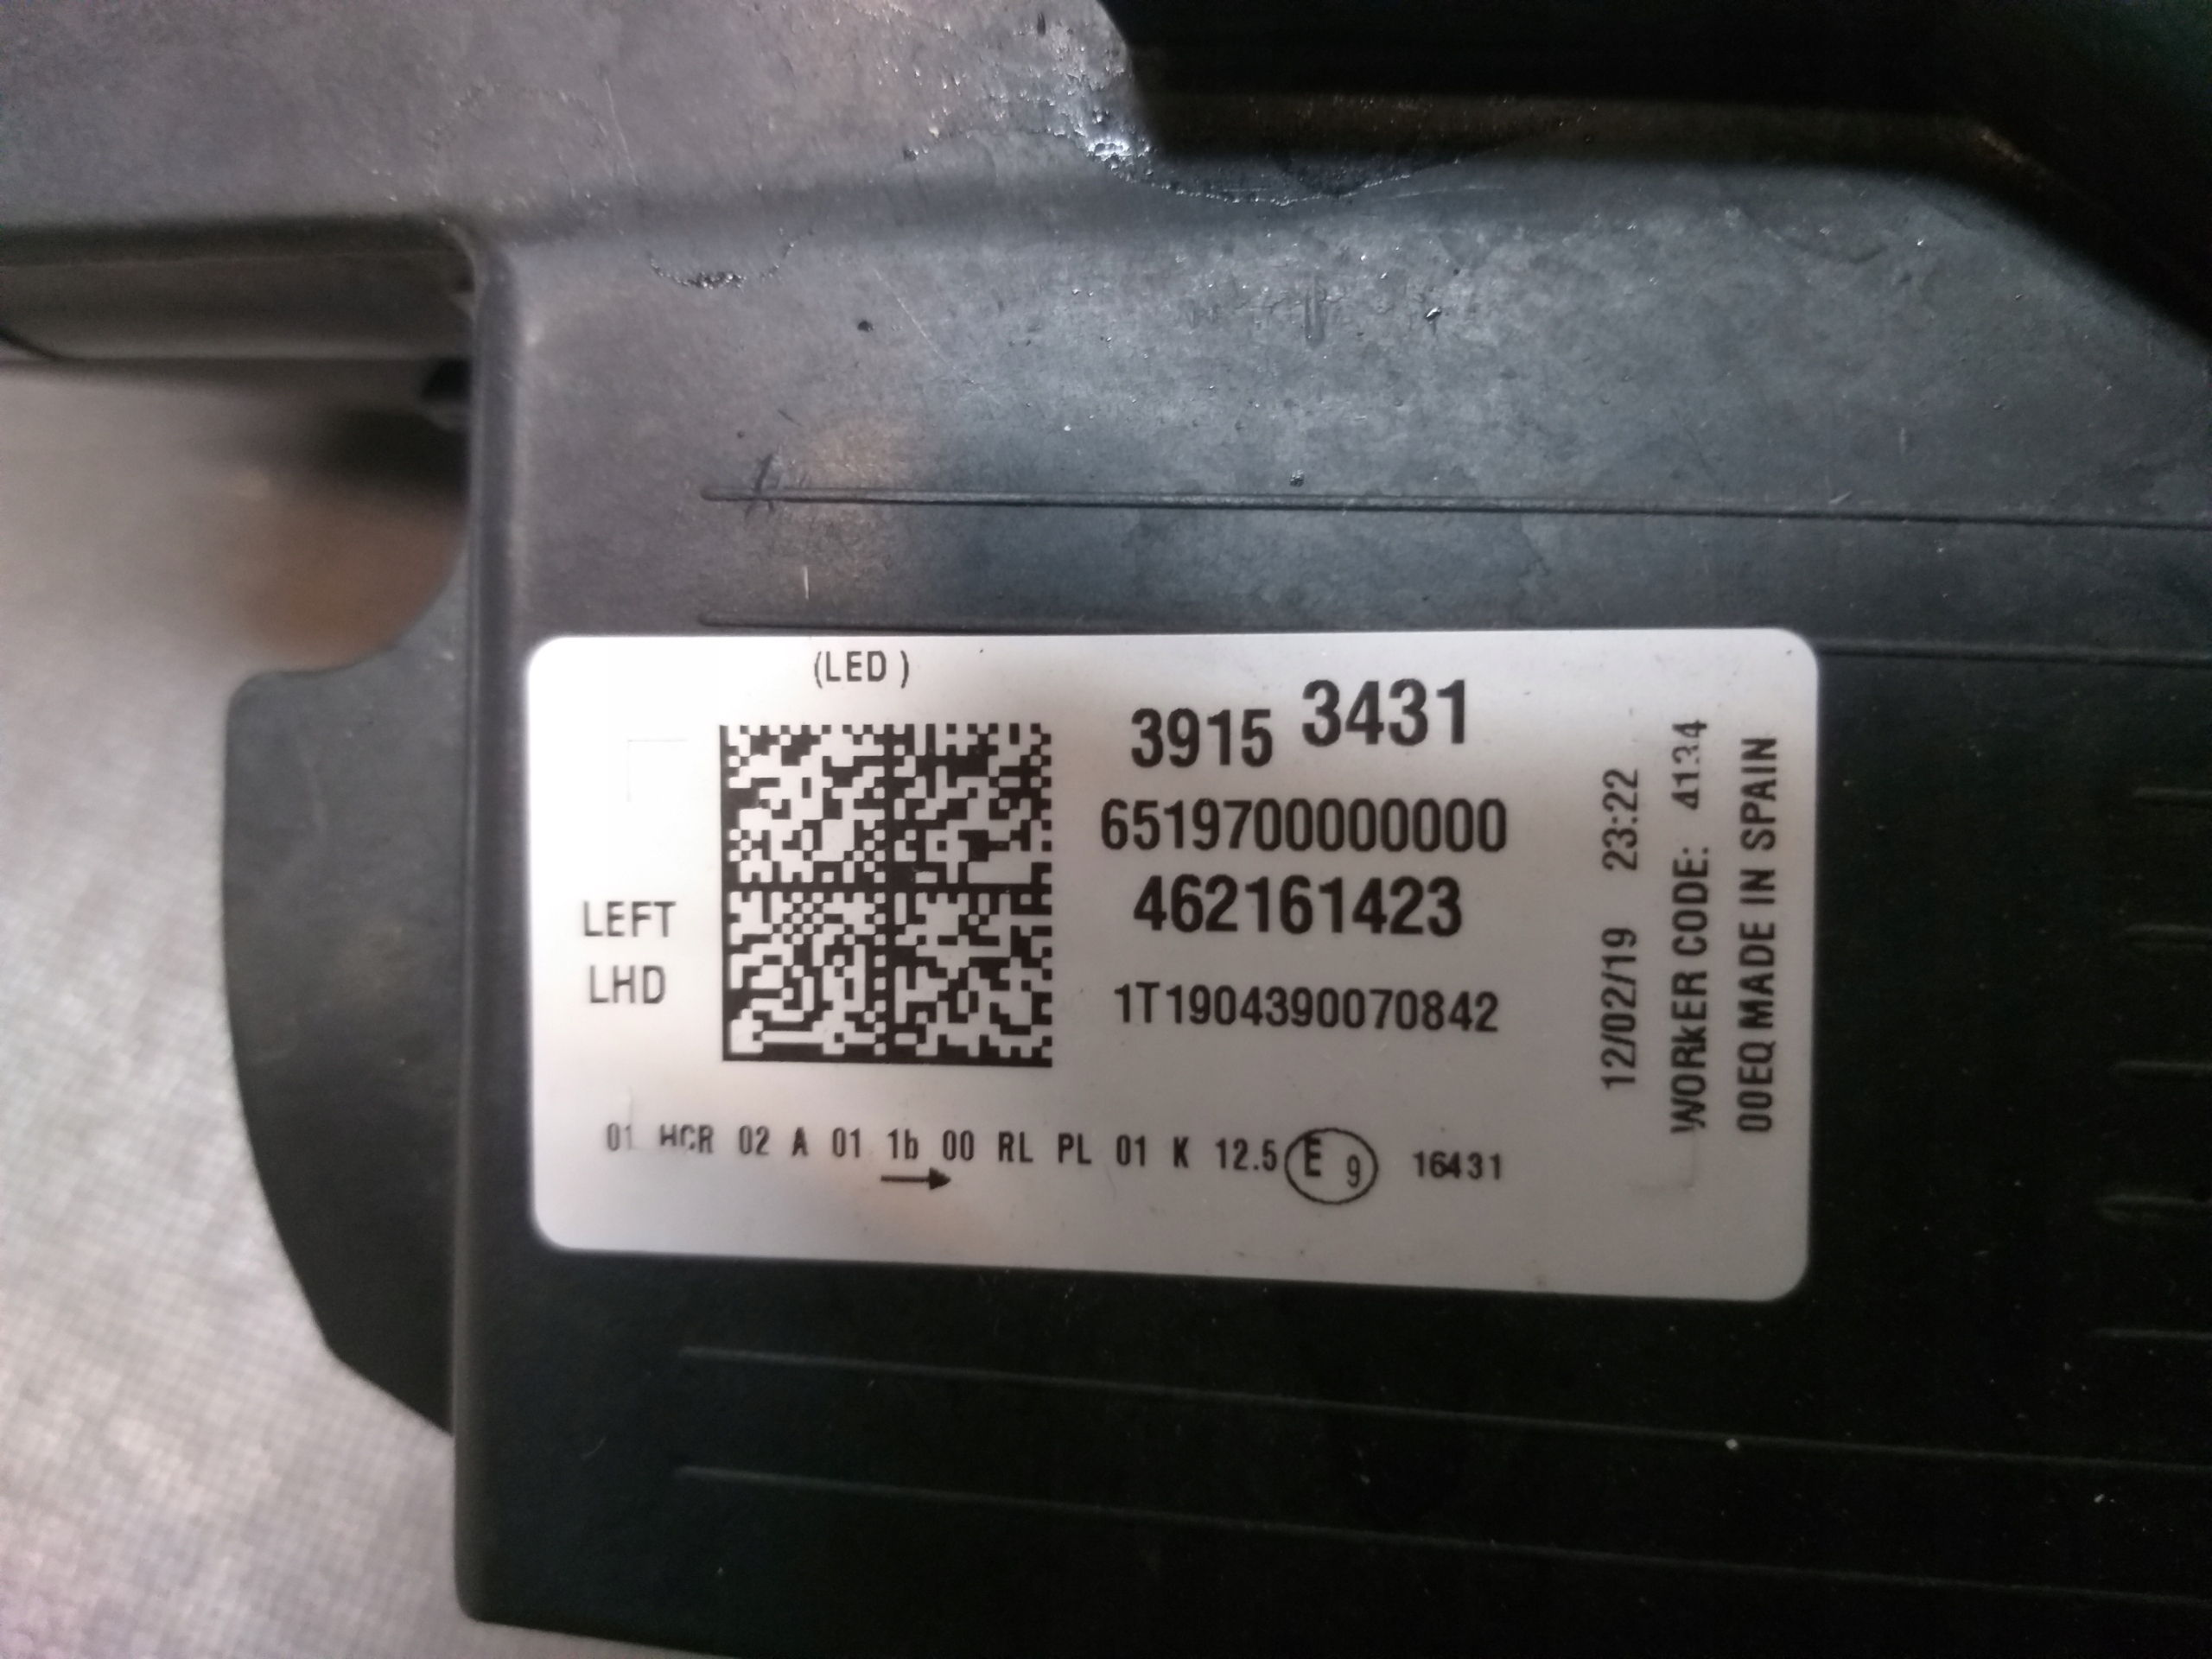 (LED )
3915 3431
6519700000000
462161423
1T1904390070842
LEFT
LHD
01 HCR 02 A 01 1b 00 RL PL 01 K 12.5 E 9 16431
12/02/19 23:22
WORKER CODE: 4134
00EQ MADE IN SPAIN